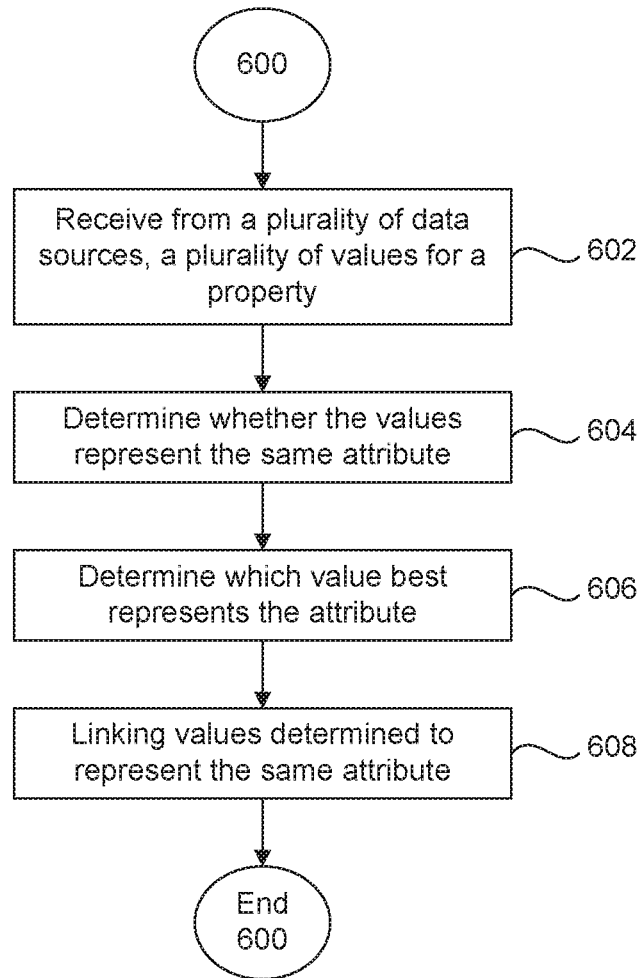 600
Receive from a plurality of data
sources, a plurality of values for a
property
602
Determine whether the values
represent the same attribute
604
Determine which value best
represents the attribute
606
Linking values determined to
represent the same attribute
608
End
600